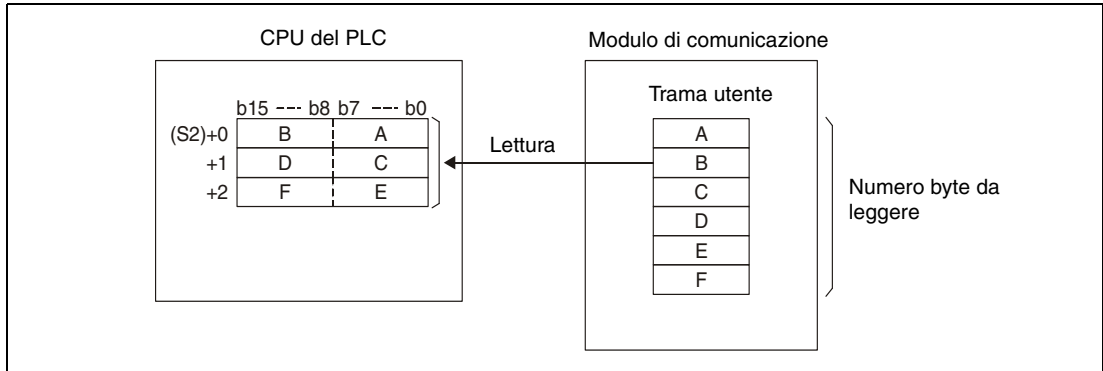 CPU del PLC
b15 --- b8 b7 --- b0
(S2)+0 B A
+1 D C
+2 F E
Lettura
Modulo di comunicazione
Trama utente
A
B
C
D
E
F
Numero byte da
leggere